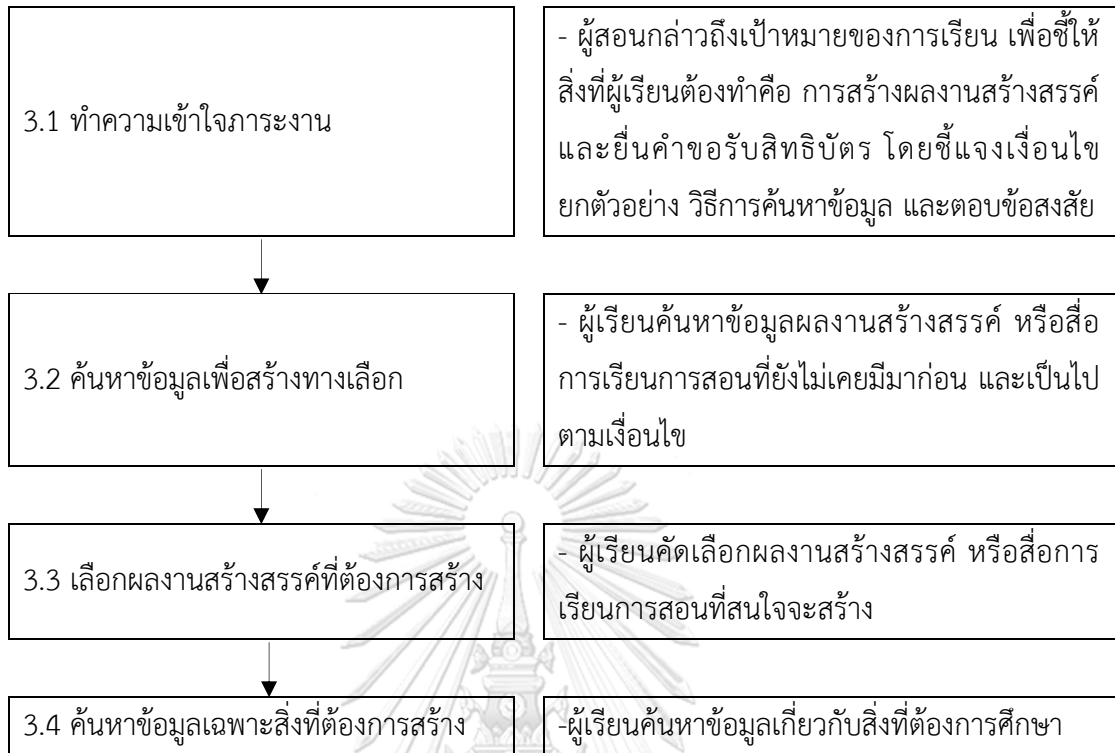 3.1 ทำความเข้าใจภาระงาน
- ผู้สอนกล่าวถึงเป้าหมายของการเรียน เพื่อชี้ให้
สิ่งที่ผู้เรียนต้องทำคือ การสร้างผลงานสร้างสรรค์
และยื่นคำขอรับสิทธิบัตร โดยชี้แจงเงื่อนไข
ยกตัวอย่าง วิธีการค้นหาข้อมูล และตอบข้อสงสัย
3.2 ค้นหาข้อมูลเพื่อสร้างทางเลือก
- ผู้เรียนค้นหาข้อมูลผลงานสร้างสรรค์ หรือสื่อ
การเรียนการสอนที่ยังไม่เคยมีมาก่อน และเป็นไป
ตามเงื่อนไข
3.3 เลือกผลงานสร้างสรรค์ที่ต้องการสร้าง
- ผู้เรียนคัดเลือกผลงานสร้างสรรค์ หรือสื่อการ
เรียนการสอนที่สนใจจะสร้าง
3.4 ค้นหาข้อมูลเฉพาะสิ่งที่ต้องการสร้าง
-ผู้เรียนค้นหาข้อมูลเกี่ยวกับสิ่งที่ต้องการศึกษา